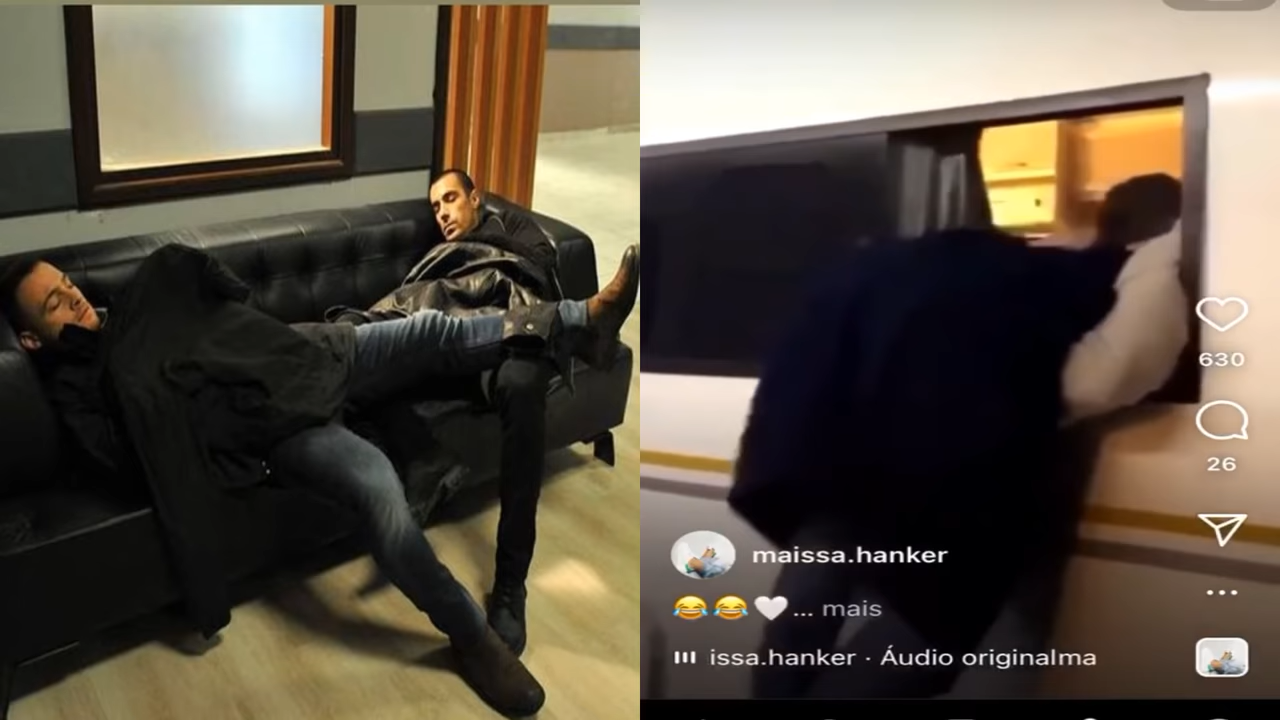 630
26
maissa.hanker
😂😂🤍... mais
issa.hanker · Áudio originalma